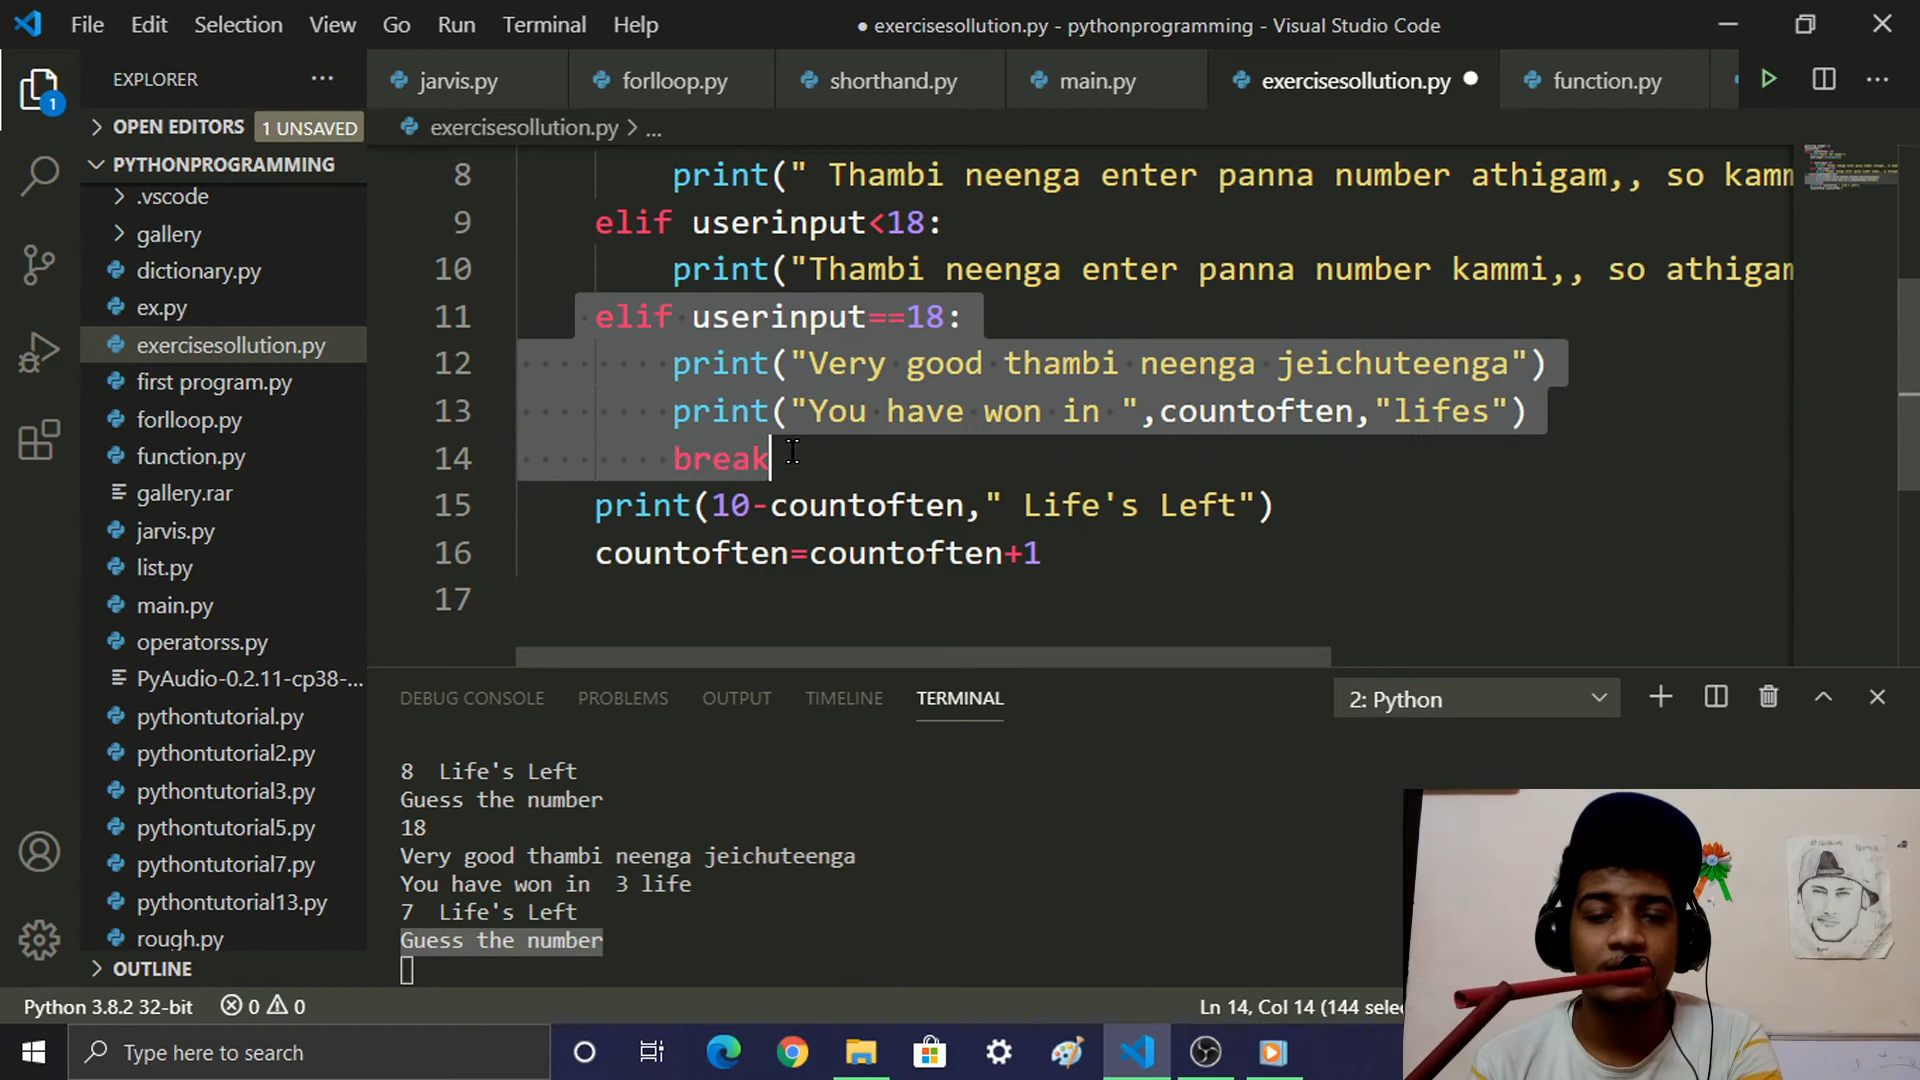 File Edit Selection View Go Run Terminal Help
● exercisesollution.py - pythonprogramming - Visual Studio Code
EXPLORER ...
jarvis.py forlloop.py shorthand.py main.py exercisesollution.py function.py
OPEN EDITORS 1 UNSAVED
exercisesollution.py > ...
PYTHONPROGRAMMING
.vscode
gallery
dictionary.py
ex.py
exercisesollution.py
first program.py
forlloop.py
function.py
gallery.rar
jarvis.py
list.py
main.py
operatorss.py
PyAudio-0.2.11-cp38-...
pythontutorial.py
pythontutorial2.py
pythontutorial3.py
pythontutorial5.py
pythontutorial7.py
pythontutorial13.py
rough.py
OUTLINE
1
8 print(" Thambi neenga enter panna number athigam,, so kamm
9 elif userinput<18:
10 print("Thambi neenga enter panna number kammi,, so athigam
11 elif userinput==18:
12 print("Very good thambi neenga jeichuteenga")
13 print("You have won in ",countoften,"lifes")
14 break
15 print(10-countoften," Life's Left")
16 countoften=countoften+1
17
DEBUG CONSOLE PROBLEMS OUTPUT TIMELINE TERMINAL 2: Python
8  Life's Left
Guess the number
18
Very good thambi neenga jeichuteenga
You have won in  3 life
7  Life's Left
Guess the number
Python 3.8.2 32-bit 0 0 Ln 14, Col 14 (144 selec
Type here to search